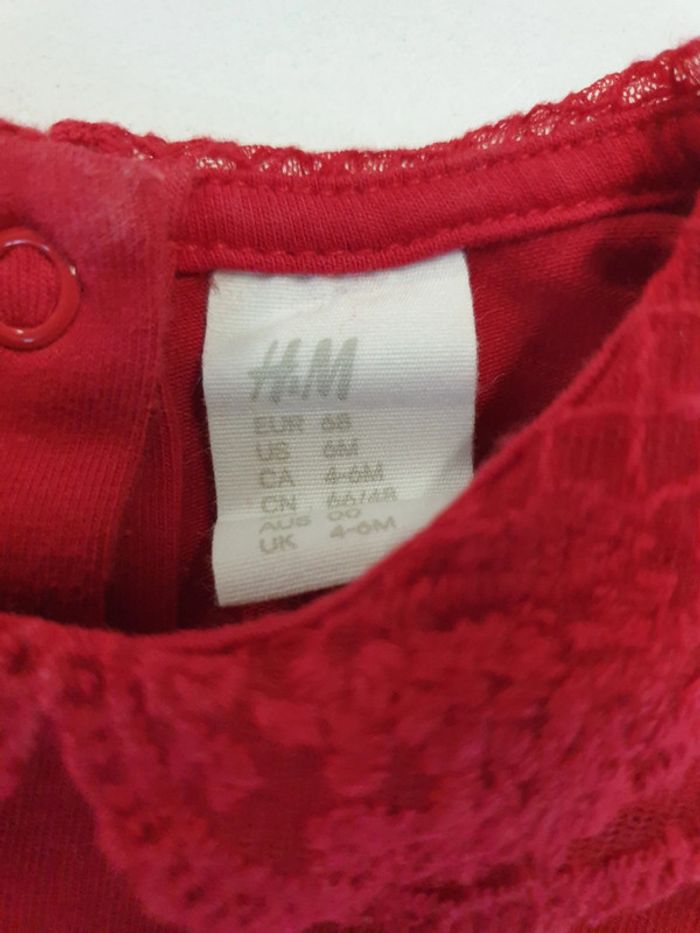 H&M
EUR 68
US 6M
CA 4-6M
CN 66/48
AUS 00
UK 4-6M